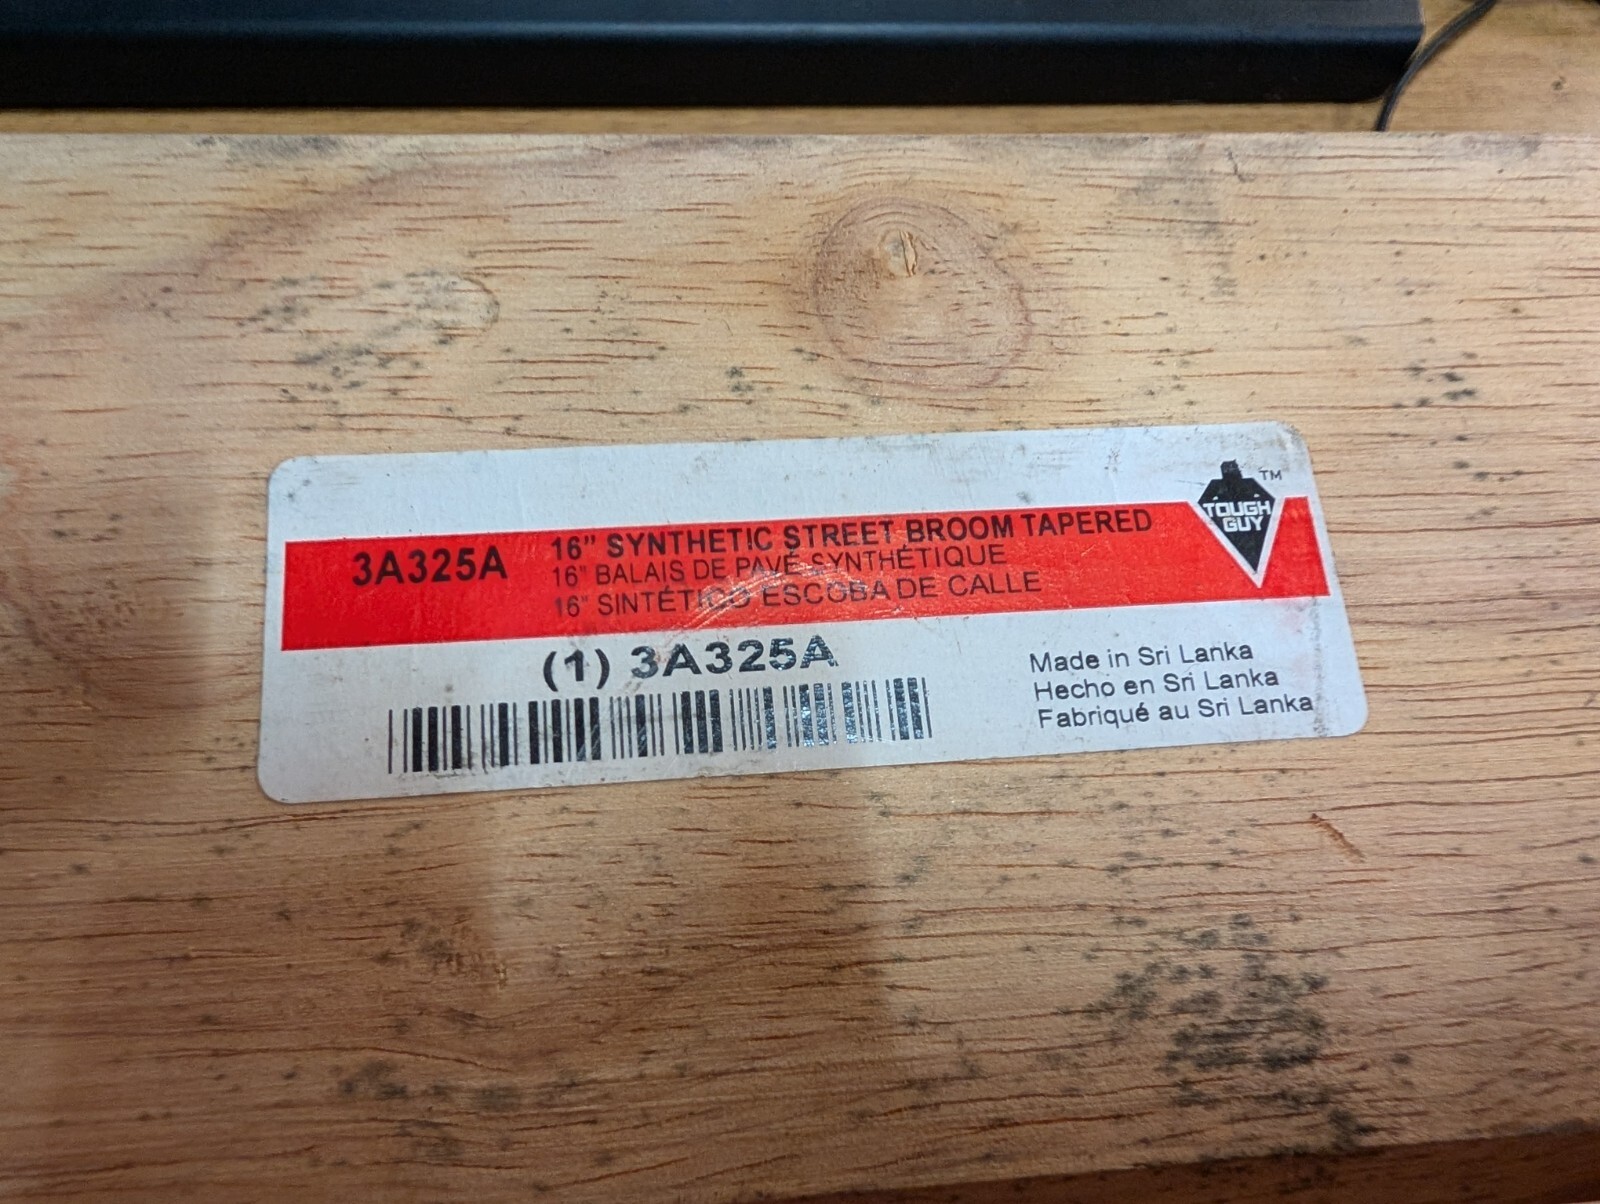 3A325A
16" SYNTHETIC STREET BROOM TAPERED
16" BALAIS DE PAVÉ SYNTHÉTIQUE
16" SINTÉTICO ESCOBA DE CALLE
TOUGH
GUY
TM
(1) 3A325A
Made in Sri Lanka
Hecho en Sri Lanka
Fabriqué au Sri Lanka